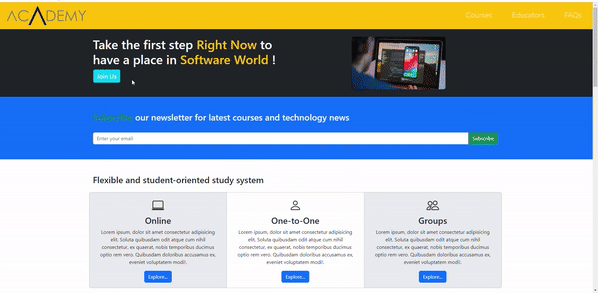 ACADEMY
Courses Educators FAQs
Take the first step Right Now to
have a place in Software World !
Join Us
our newsletter for latest courses and technology news
Enter your email
Subscribe
Flexible and student-oriented study system
Online
Lorem ipsum, dolor sit amet consectetur adipisicing
elit. Soluta quibusdam odit atque cum nihil
consectetur, ex eveniet, nobis temporibus ducimus
optio rem vero. Quibusdam doloribus accusamus ex,
eveniet voluptatem modi!.
Explore...
One-to-One
Lorem ipsum, dolor sit amet consectetur adipisicing
elit. Soluta quibusdam odit atque cum nihil
consectetur, ex eveniet, nobis temporibus ducimus
optio rem vero. Quibusdam doloribus accusamus ex,
eveniet voluptatem modi!.
Explore...
Groups
Lorem ipsum, dolor sit amet consectetur adipisicing
elit. Soluta quibusdam odit atque cum nihil
consectetur, ex eveniet, nobis temporibus ducimus
optio rem vero. Quibusdam doloribus accusamus ex,
eveniet voluptatem modi!.
Explore...